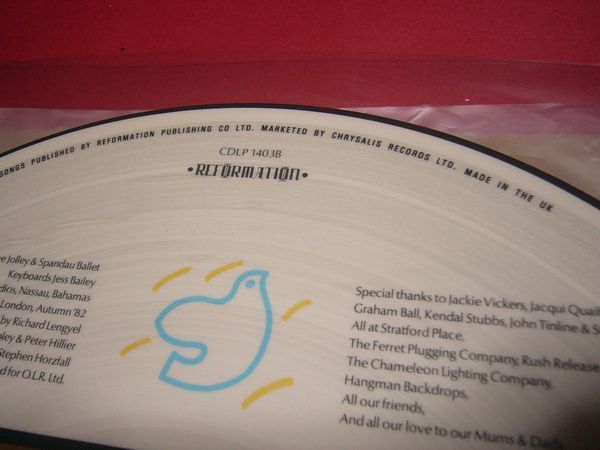 SONGS PUBLISHED BY REFORMATION PUBLISHING CO LTD. MARKETED BY CHRYSALIS RECORDS LTD. MADE IN THE UK
CDLP 1403B
•REFORMATION•
Jolley & Spandau Ballet
Keyboards Jess Bailey
Nassau, Bahamas
London, Autumn '82
by Richard Lengyel
& Peter Hillier
Stephen Horzfall
for O.L.R. Ltd.
Special thanks to Jackie Vickers, Jacqui
Graham Ball, Kendal Stubbs, John Tinline &
All at Stratford Place,
The Ferret Plugging Company, Rush Release
The Chameleon Lighting Company,
Hangman Backdrops,
All our friends,
And all our love to our Mums & Dads